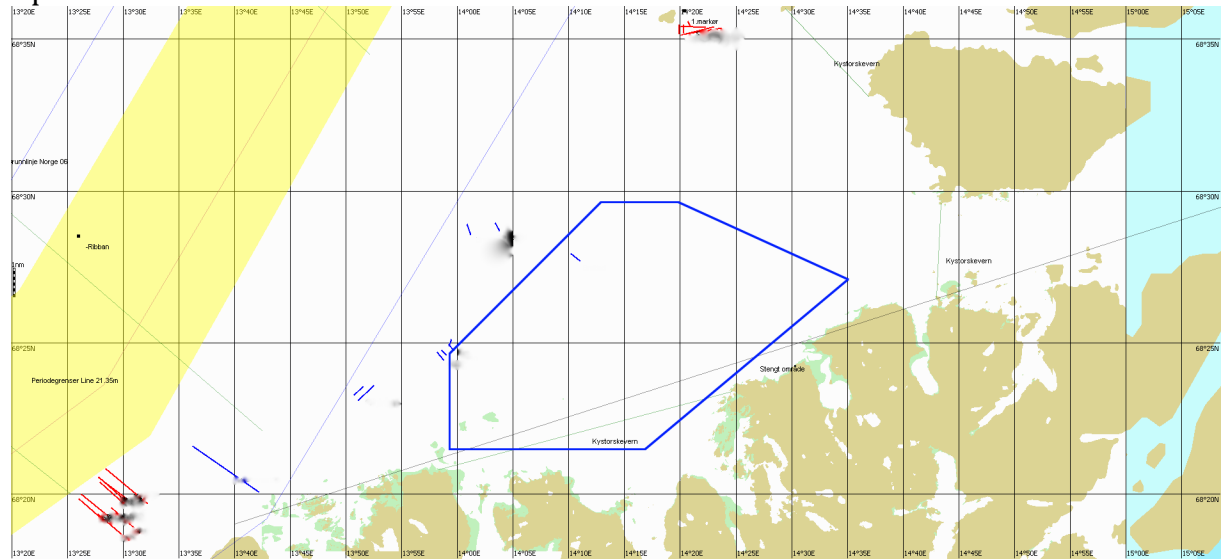 13°20E 13°25E 13°30E 13°35E 13°40E 13°45E 13°50E 13°55E 14°00E 14°05E 14°10E 14°15E 14°20E 14°25E 14°30E 14°35E 14°40E 14°45E 14°50E 14°55E 15°00E 15°05E
1.marker
68°35N 68°35N
Kystorskevern
runnlinje Norge 06
68°30N 68°30N
-Ribban
1nm
Kystorskevern
68°25N 68°25N
Stengt område
Periodegrenser Line 21.35m
Kystorskevern
68°20N 68°20N
13°20E 13°25E 13°30E 13°35E 13°40E 13°45E 13°50E 13°55E 14°00E 14°05E 14°10E 14°15E 14°20E 14°25E 14°30E 14°35E 14°40E 14°45E 14°50E 14°55E 15°00E 15°05E